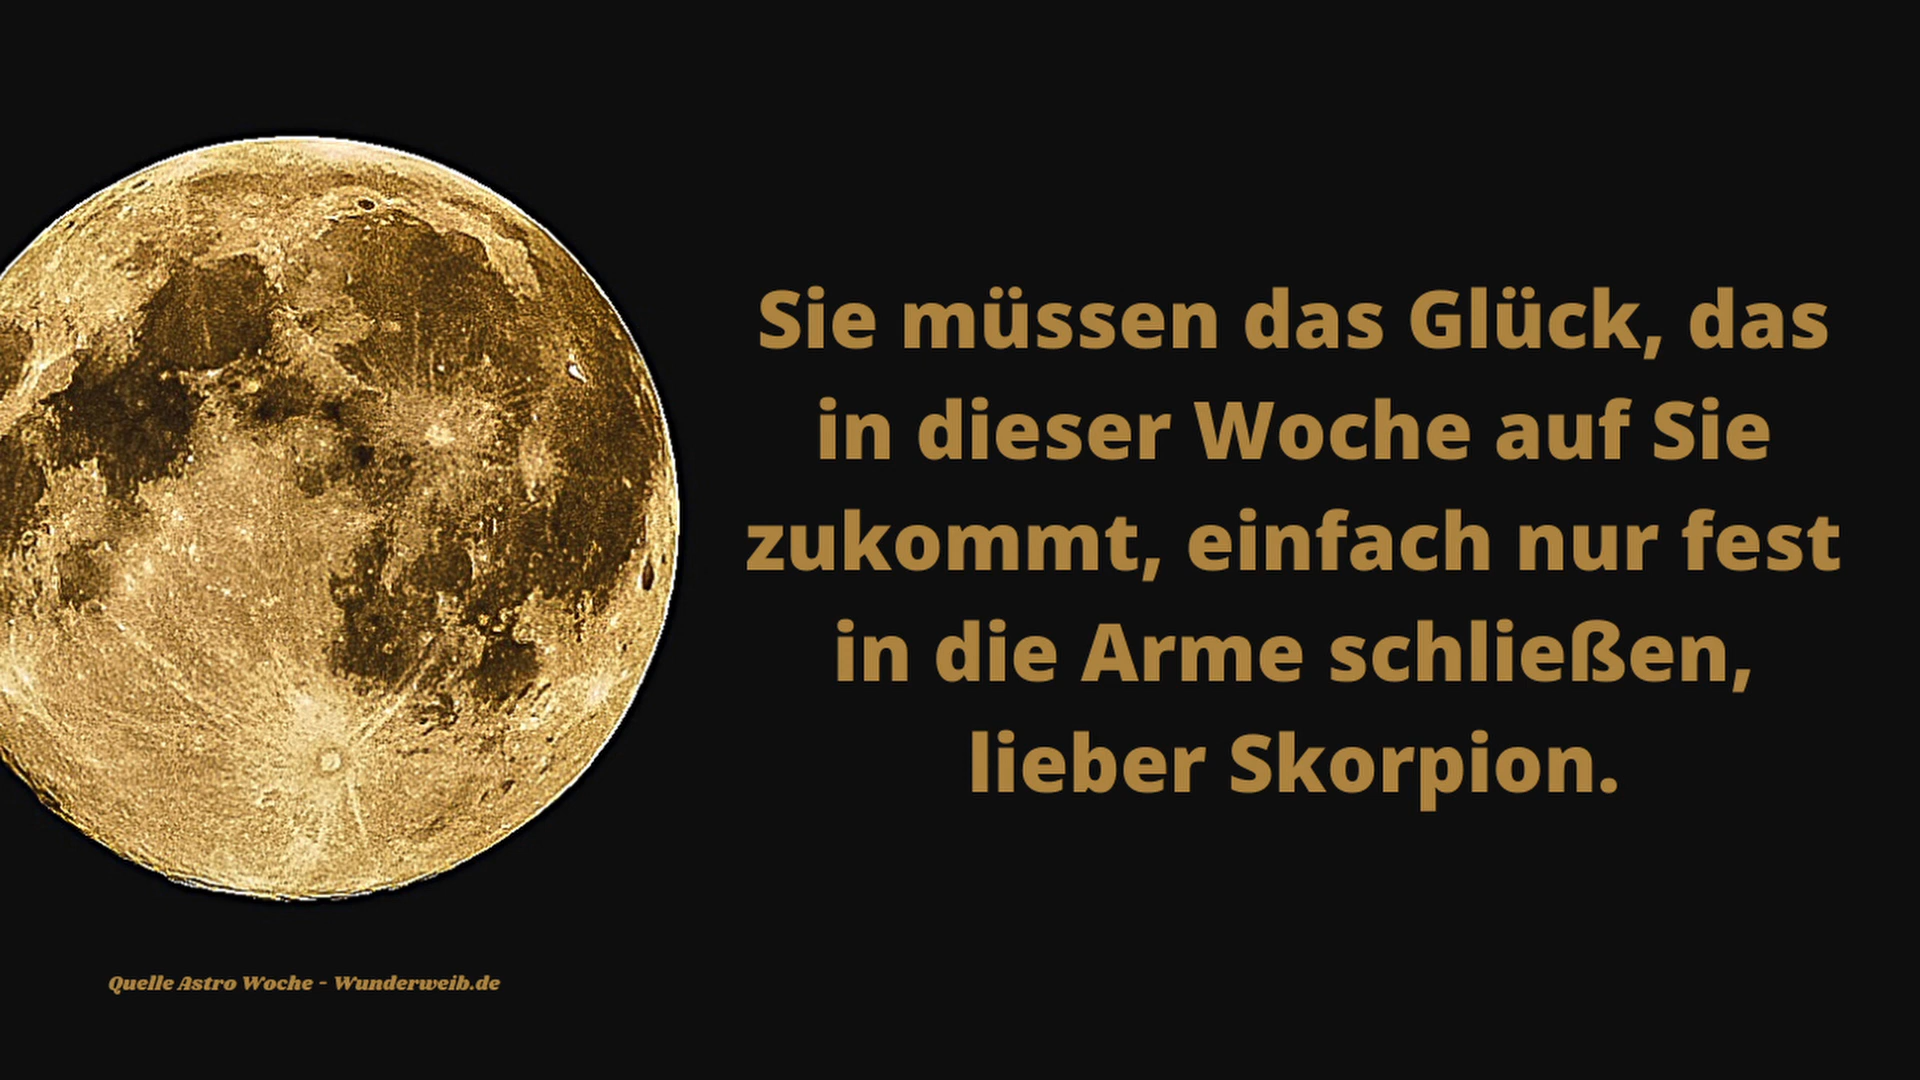 Sie müssen das Glück, das
in dieser Woche auf Sie
zukommt, einfach nur fest
in die Arme schließen,
lieber Skorpion.
Quelle Astro Woche - Wunderweib.de